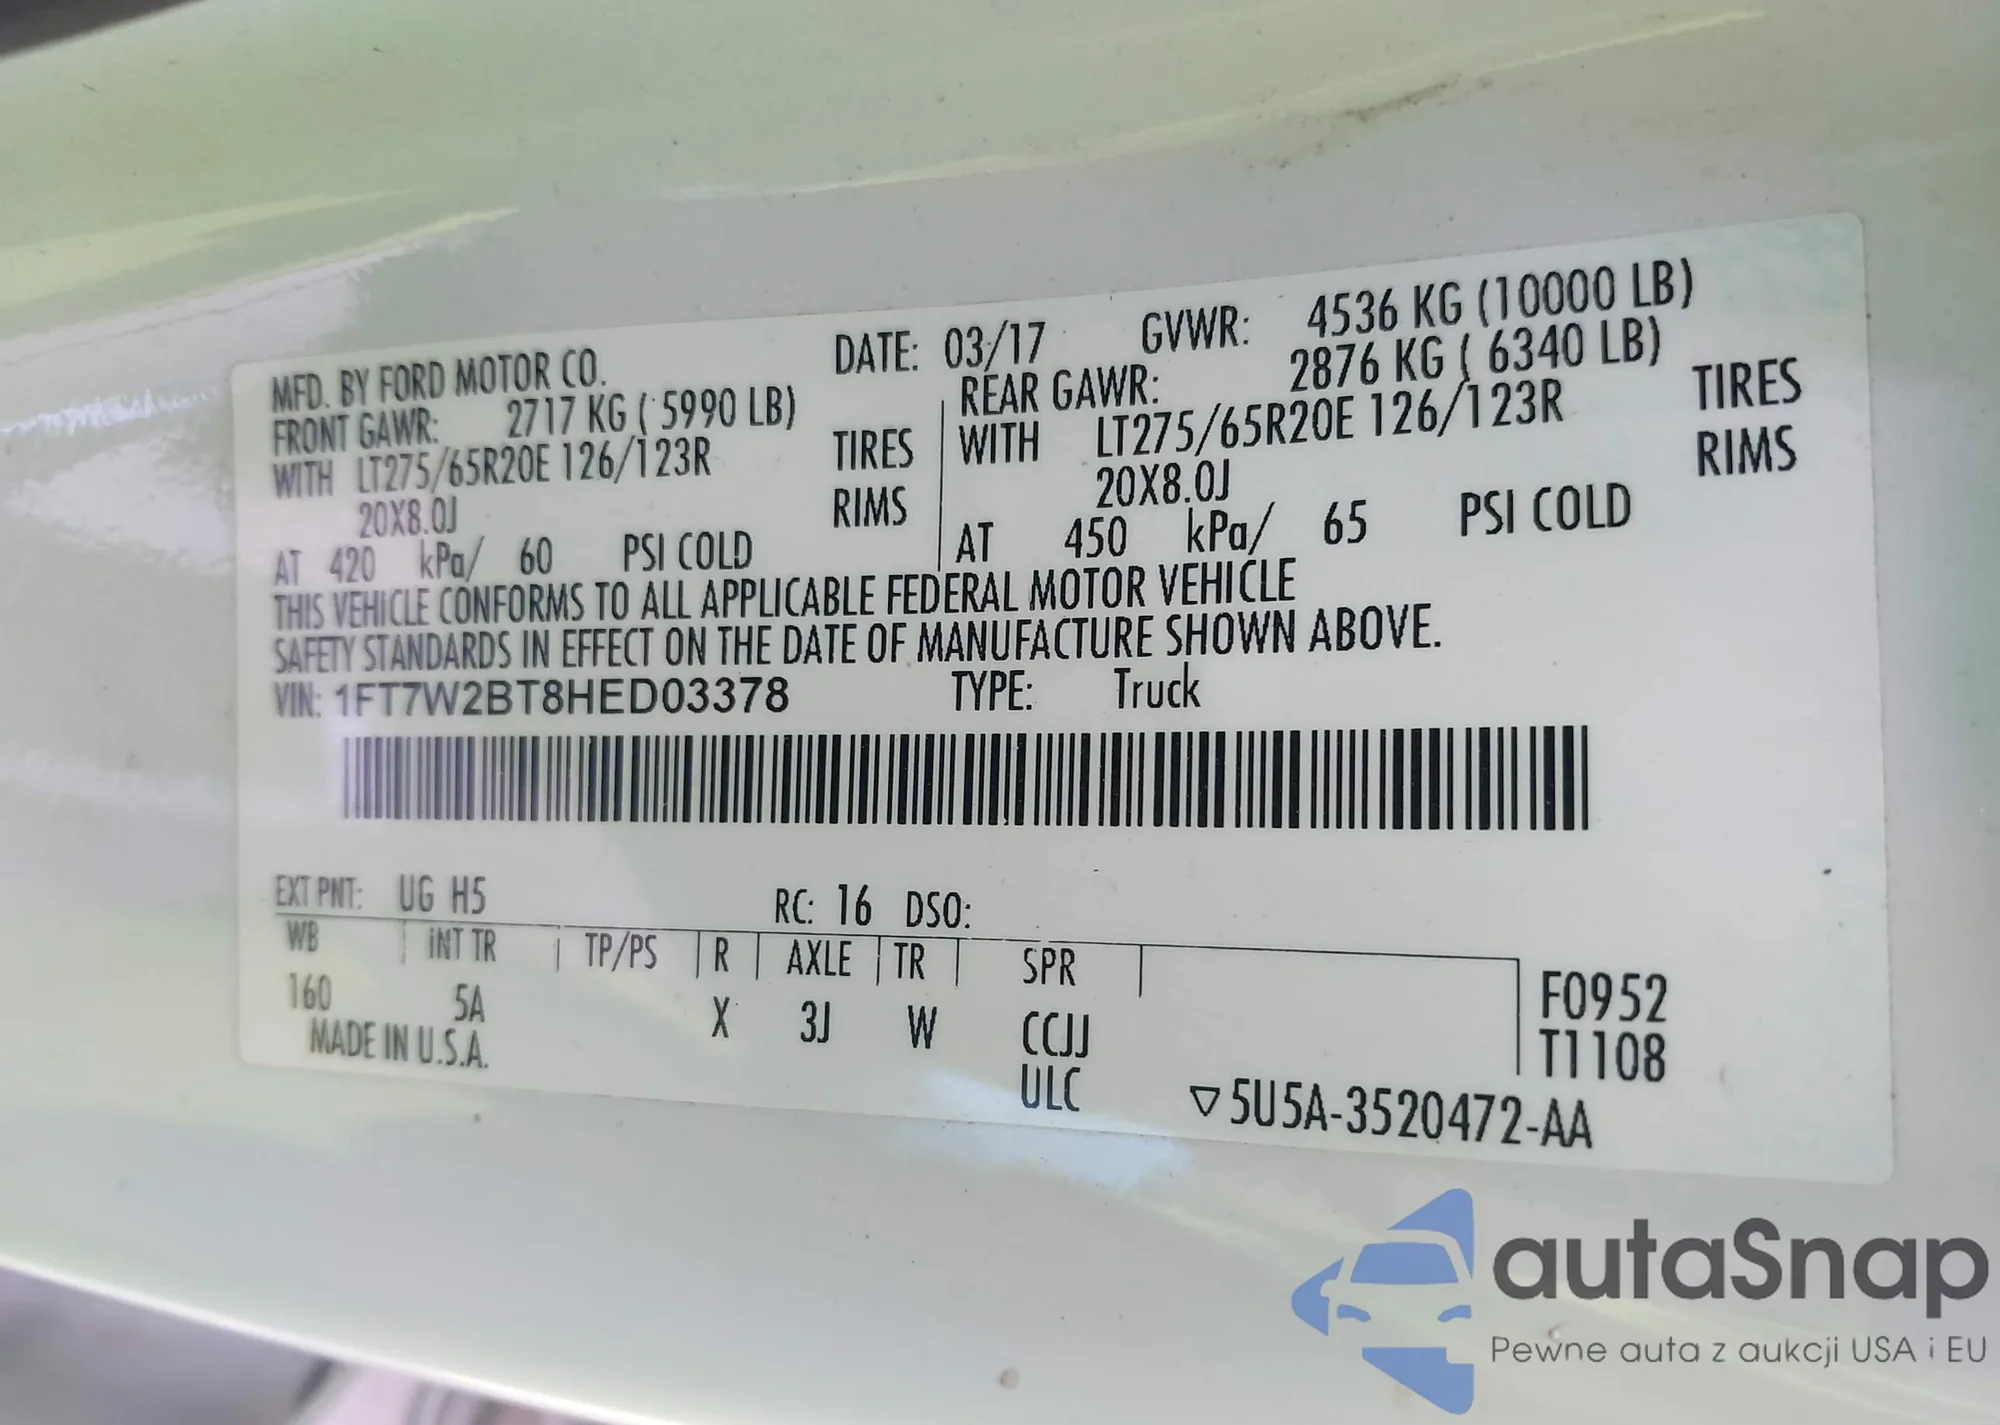 MFD. BY FORD MOTOR CO. DATE: 03/17 GVWR: 4536 KG (10000 LB)
FRONT GAWR: 2717 KG ( 5990 LB) REAR GAWR: 2876 KG ( 6340 LB)
WITH LT275/65R20E 126/123R TIRES WITH LT275/65R20E 126/123R TIRES
20X8.0J RIMS 20X8.0J RIMS
AT 420 kPa/ 60 PSI COLD AT 450 kPa/ 65 PSI COLD
THIS VEHICLE CONFORMS TO ALL APPLICABLE FEDERAL MOTOR VEHICLE
SAFETY STANDARDS IN EFFECT ON THE DATE OF MANUFACTURE SHOWN ABOVE.
VIN: 1FT7W2BT8HED03378 TYPE: Truck
EXT PNT: UG H5 RC: 16 DSO:
WB INT TR TP/PS R AXLE TR SPR
160 5A X 3J W CCJJ F0952
MADE IN U.S.A. ULC T1108
▽5U5A-3520472-AA
autaSnap
Pewne auta z aukcji USA i EU